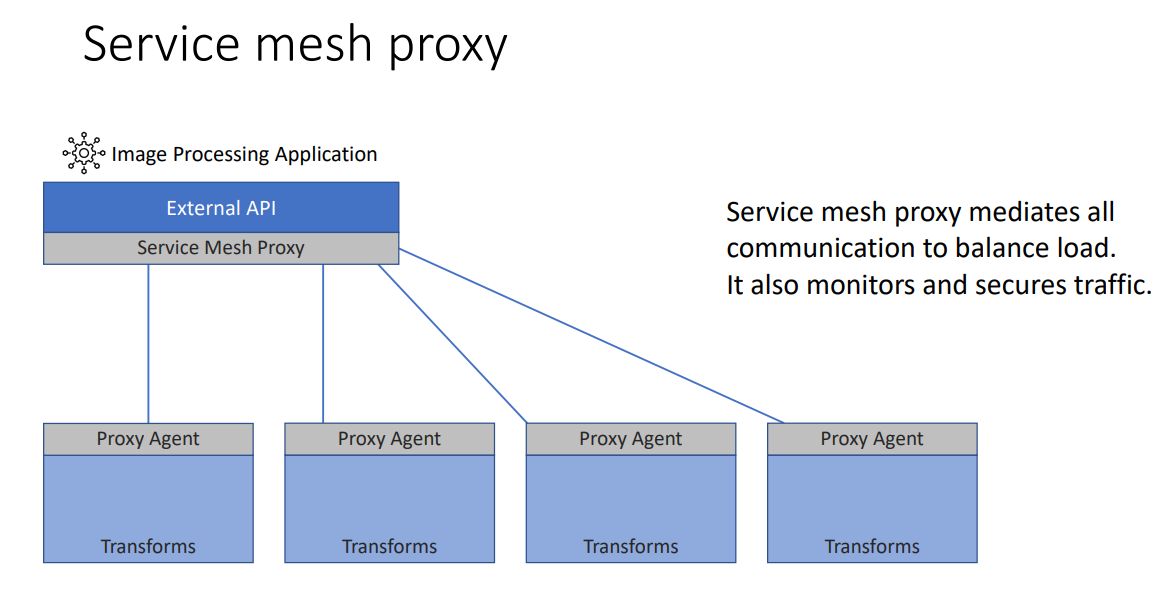 Service mesh proxy
Image Processing Application
External API
Service Mesh Proxy
Service mesh proxy mediates all
communication to balance load.
It also monitors and secures traffic.
Proxy Agent
Proxy Agent
Proxy Agent
Proxy Agent
Transforms
Transforms
Transforms
Transforms